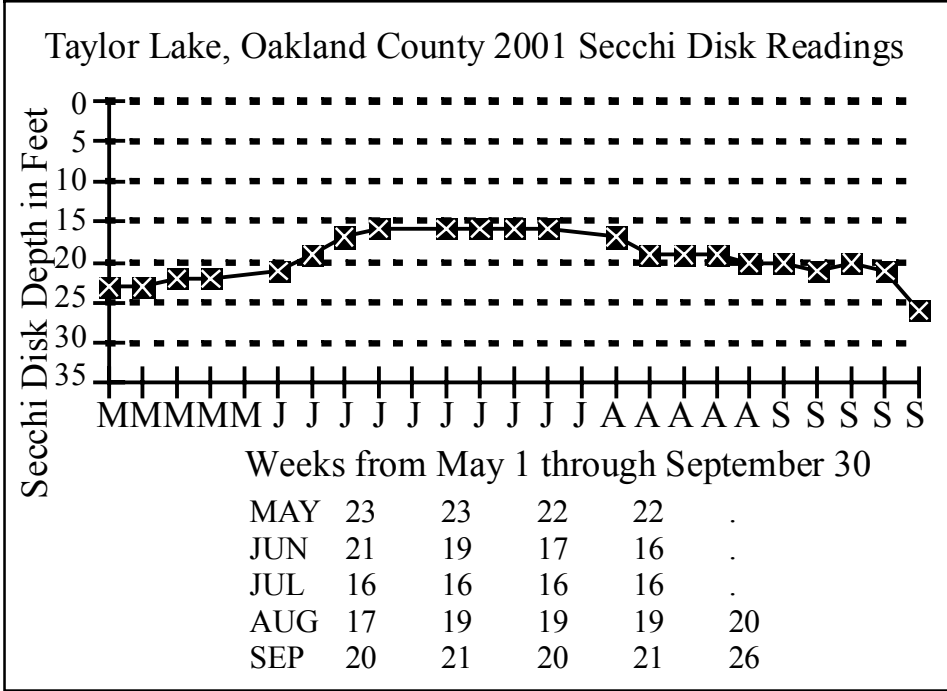 Taylor Lake, Oakland County 2001 Secchi Disk Readings
Secchi Disk Depth in Feet
0
5
10
15
20
25
30
35
M M M M M J J J J J J J J J J A A A A A S S S S S
Weeks from May 1 through September 30
MAY 23 23 22 22 .
JUN 21 19 17 16 .
JUL 16 16 16 16 .
AUG 17 19 19 19 20
SEP 20 21 20 21 26